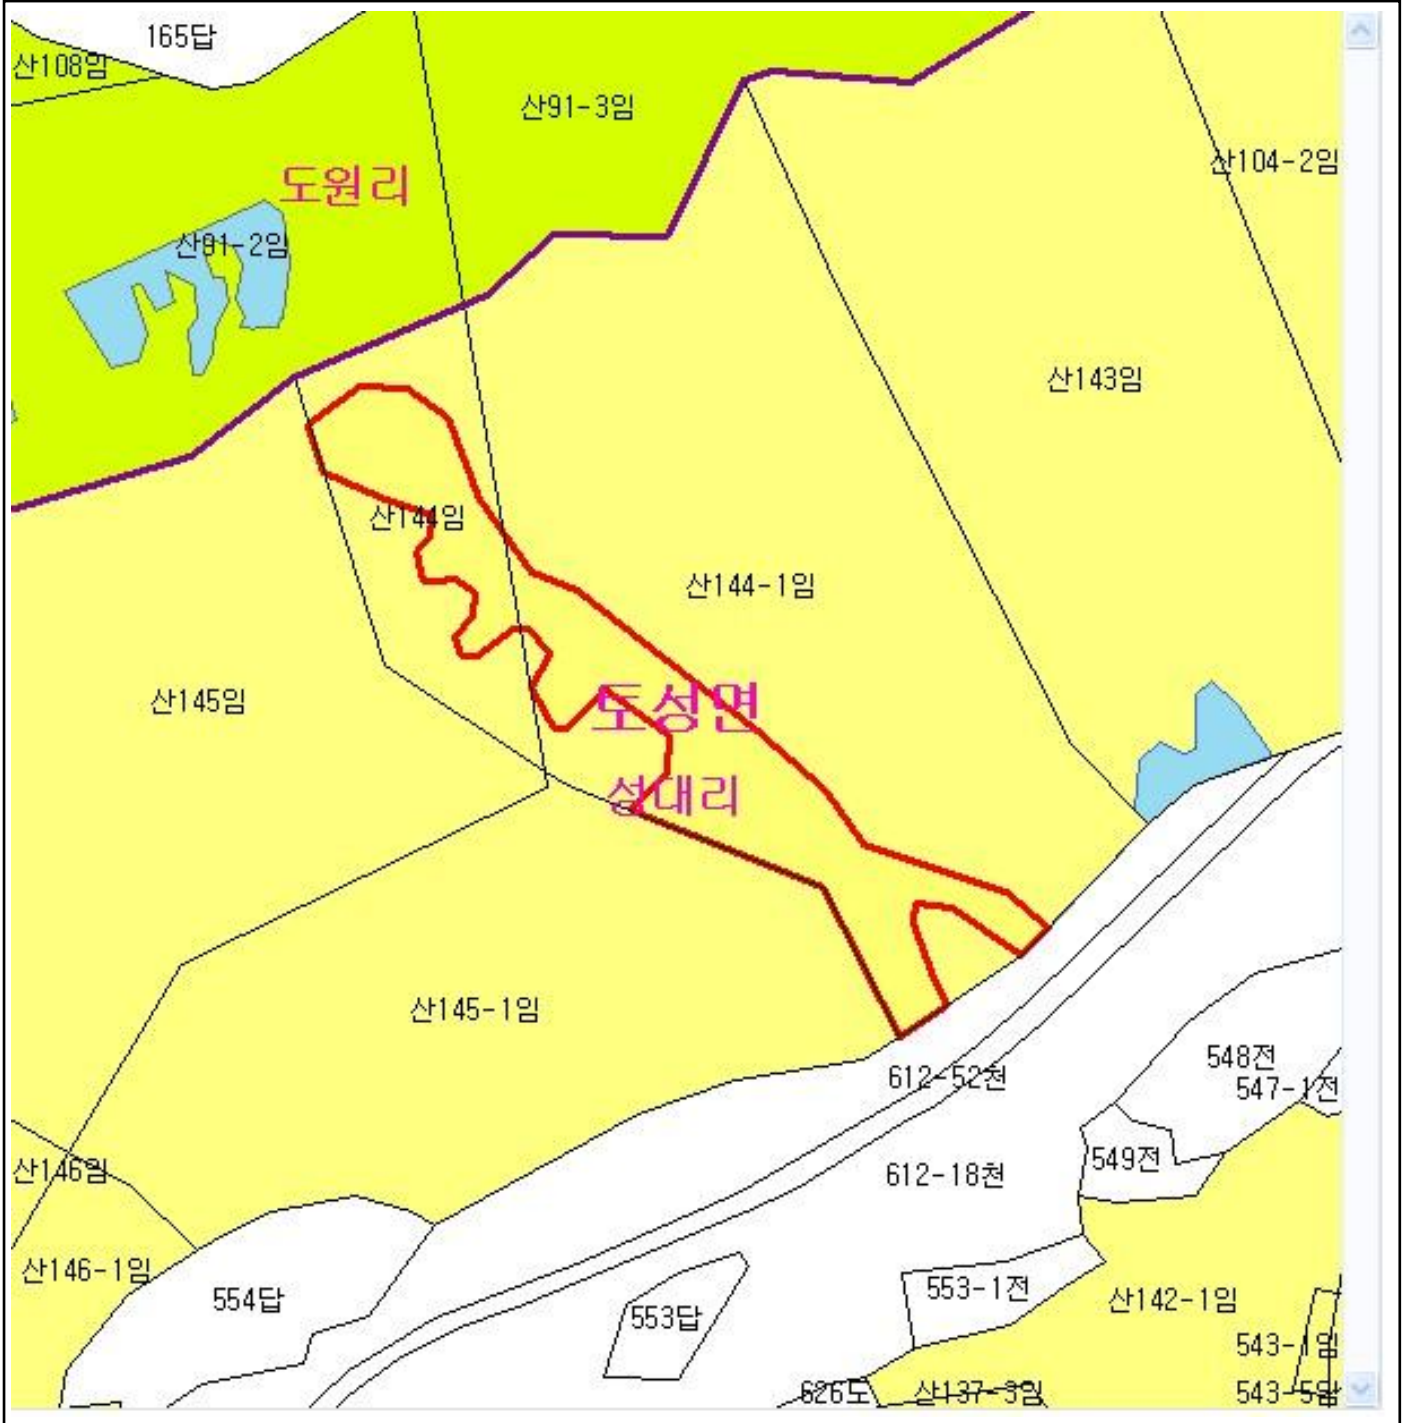 165답
산108임
산91-3임
산104-2임
도원리
산91-2임
산143임
산144임
산144-1임
산145임
토성면
성대리
산145-1임
548전
612-52천
547-1전
549전
산146임
612-18천
산146-1임
553-1전
554답
산142-1임
553답
543-1임
626도
산137-3임
543-5답